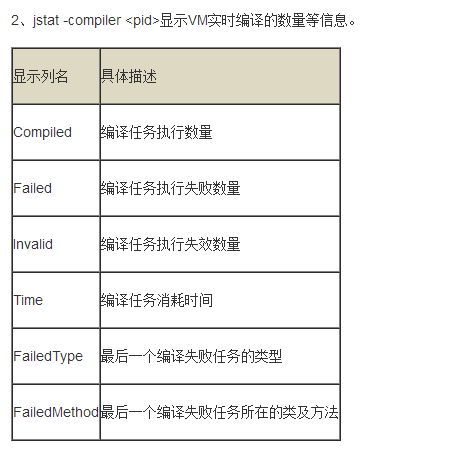 2、jstat -compiler <pid>显示VM实时编译的数量等信息。
显示列名 具体描述
Compiled 编译任务执行数量
Failed 编译任务执行失败数量
Invalid 编译任务执行失效数量
Time 编译任务消耗时间
FailedType 最后一个编译失败任务的类型
FailedMethod 最后一个编译失败任务所在的类及方法